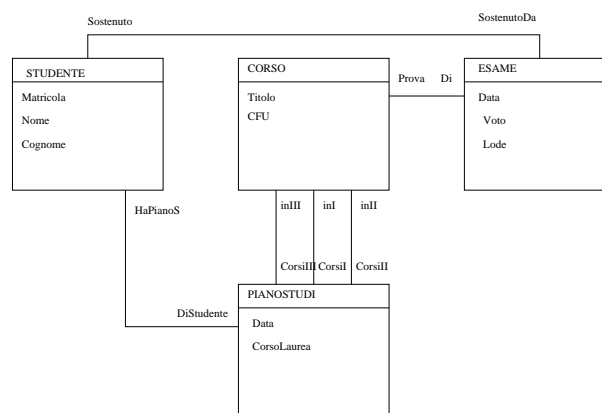 Sostenuto
SostenutoDa
STUDENTE
Matricola
Nome
Cognome
CORSO
Titolo
CFU
Prova Di
ESAME
Data
Voto
Lode
HaPianoS
inIII inI inII
CorsiIII CorsiI CorsiII
DiStudente
PIANOSTUDI
Data
CorsoLaurea